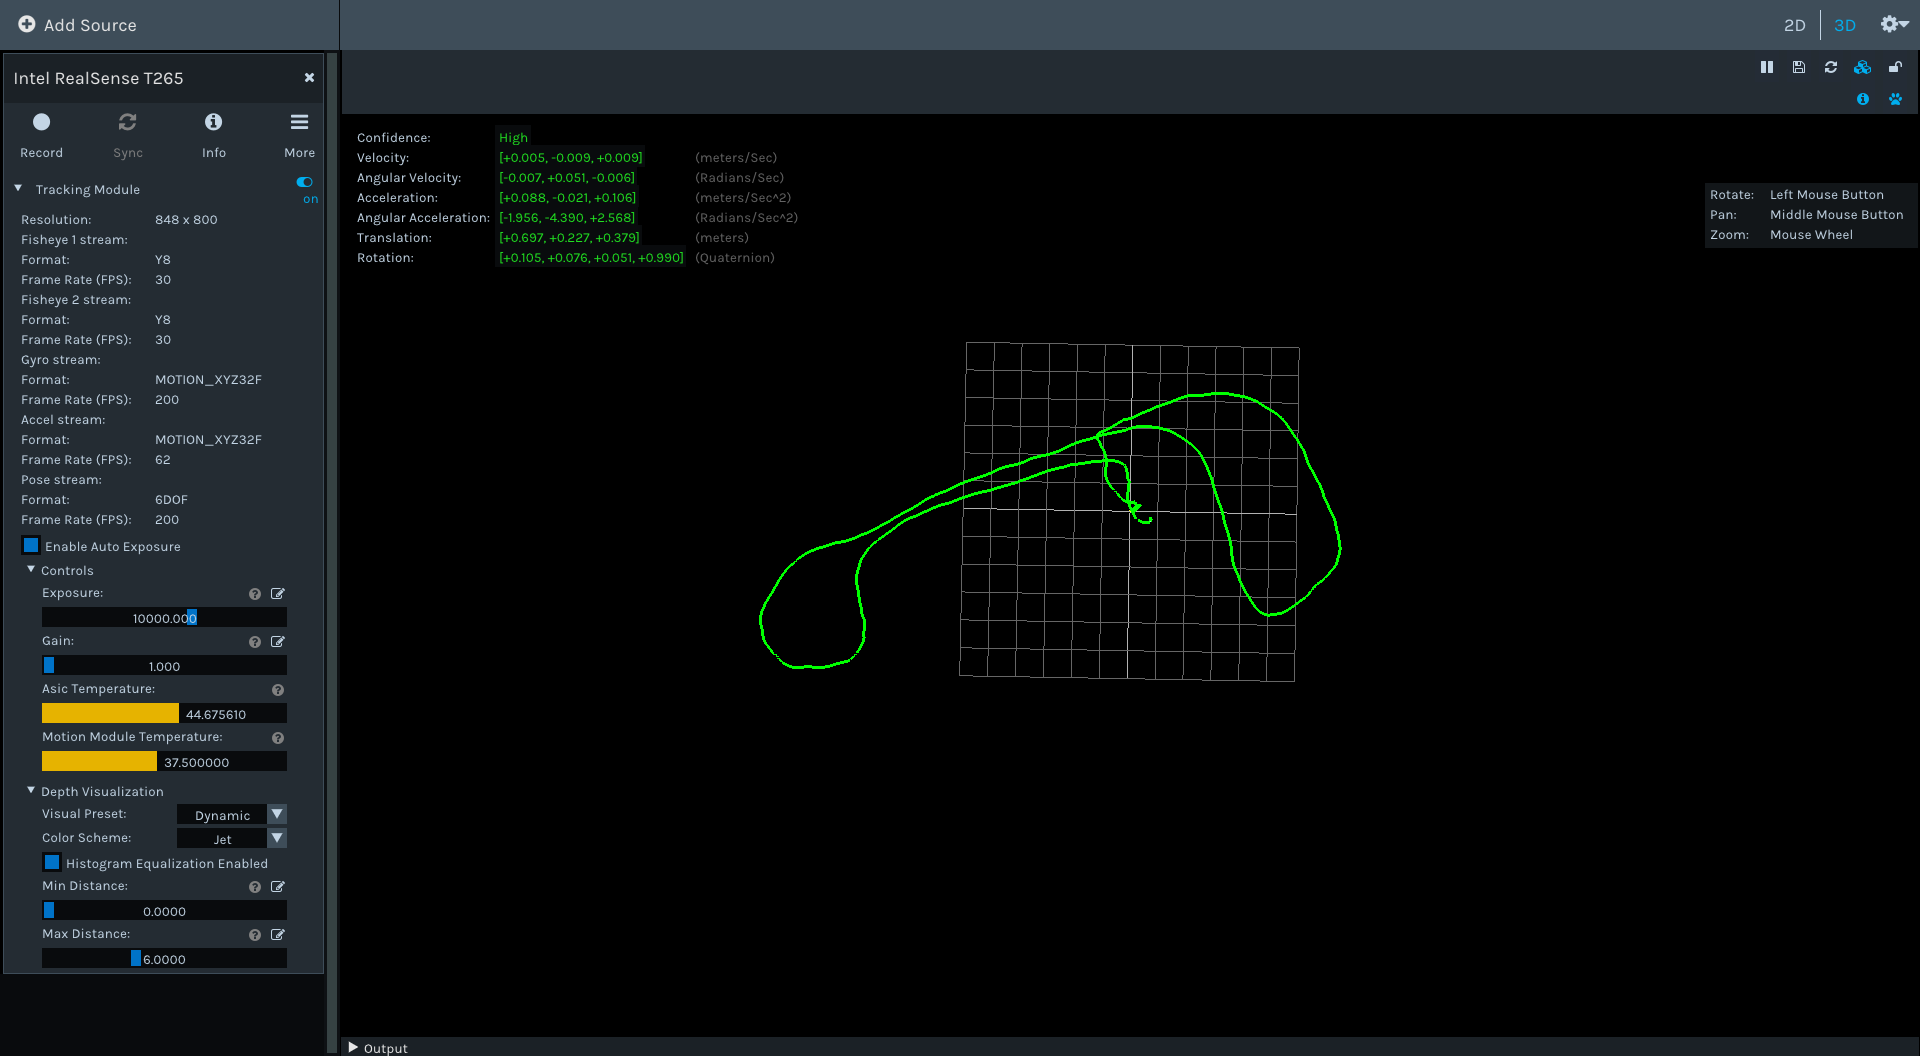 Add Source
2D
3D
Intel RealSense T265
Record
Sync
Info
More
Tracking Module
on
Resolution: 848 x 800
Fisheye 1 stream:
Format: Y8
Frame Rate (FPS): 30
Fisheye 2 stream:
Format: Y8
Frame Rate (FPS): 30
Gyro stream:
Format: MOTION_XYZ32F
Frame Rate (FPS): 200
Accel stream:
Format: MOTION_XYZ32F
Frame Rate (FPS): 62
Pose stream:
Format: 6DOF
Frame Rate (FPS): 200
Enable Auto Exposure
Controls
Exposure:
10000.000
Gain:
1.000
Asic Temperature:
44.675610
Motion Module Temperature:
37.500000
Depth Visualization
Visual Preset: Dynamic
Color Scheme: Jet
Histogram Equalization Enabled
Min Distance:
0.0000
Max Distance:
6.0000
Confidence: High
Velocity: [+0.005, -0.009, +0.009] (meters/Sec)
Angular Velocity: [-0.007, +0.051, -0.006] (Radians/Sec)
Acceleration: [+0.088, -0.021, +0.106] (meters/Sec^2)
Angular Acceleration: [-1.956, -4.390, +2.568] (Radians/Sec^2)
Translation: [+0.697, +0.227, +0.379] (meters)
Rotation: [+0.105, +0.076, +0.051, +0.990] (Quaternion)
Rotate: Left Mouse Button
Pan: Middle Mouse Button
Zoom: Mouse Wheel
Output